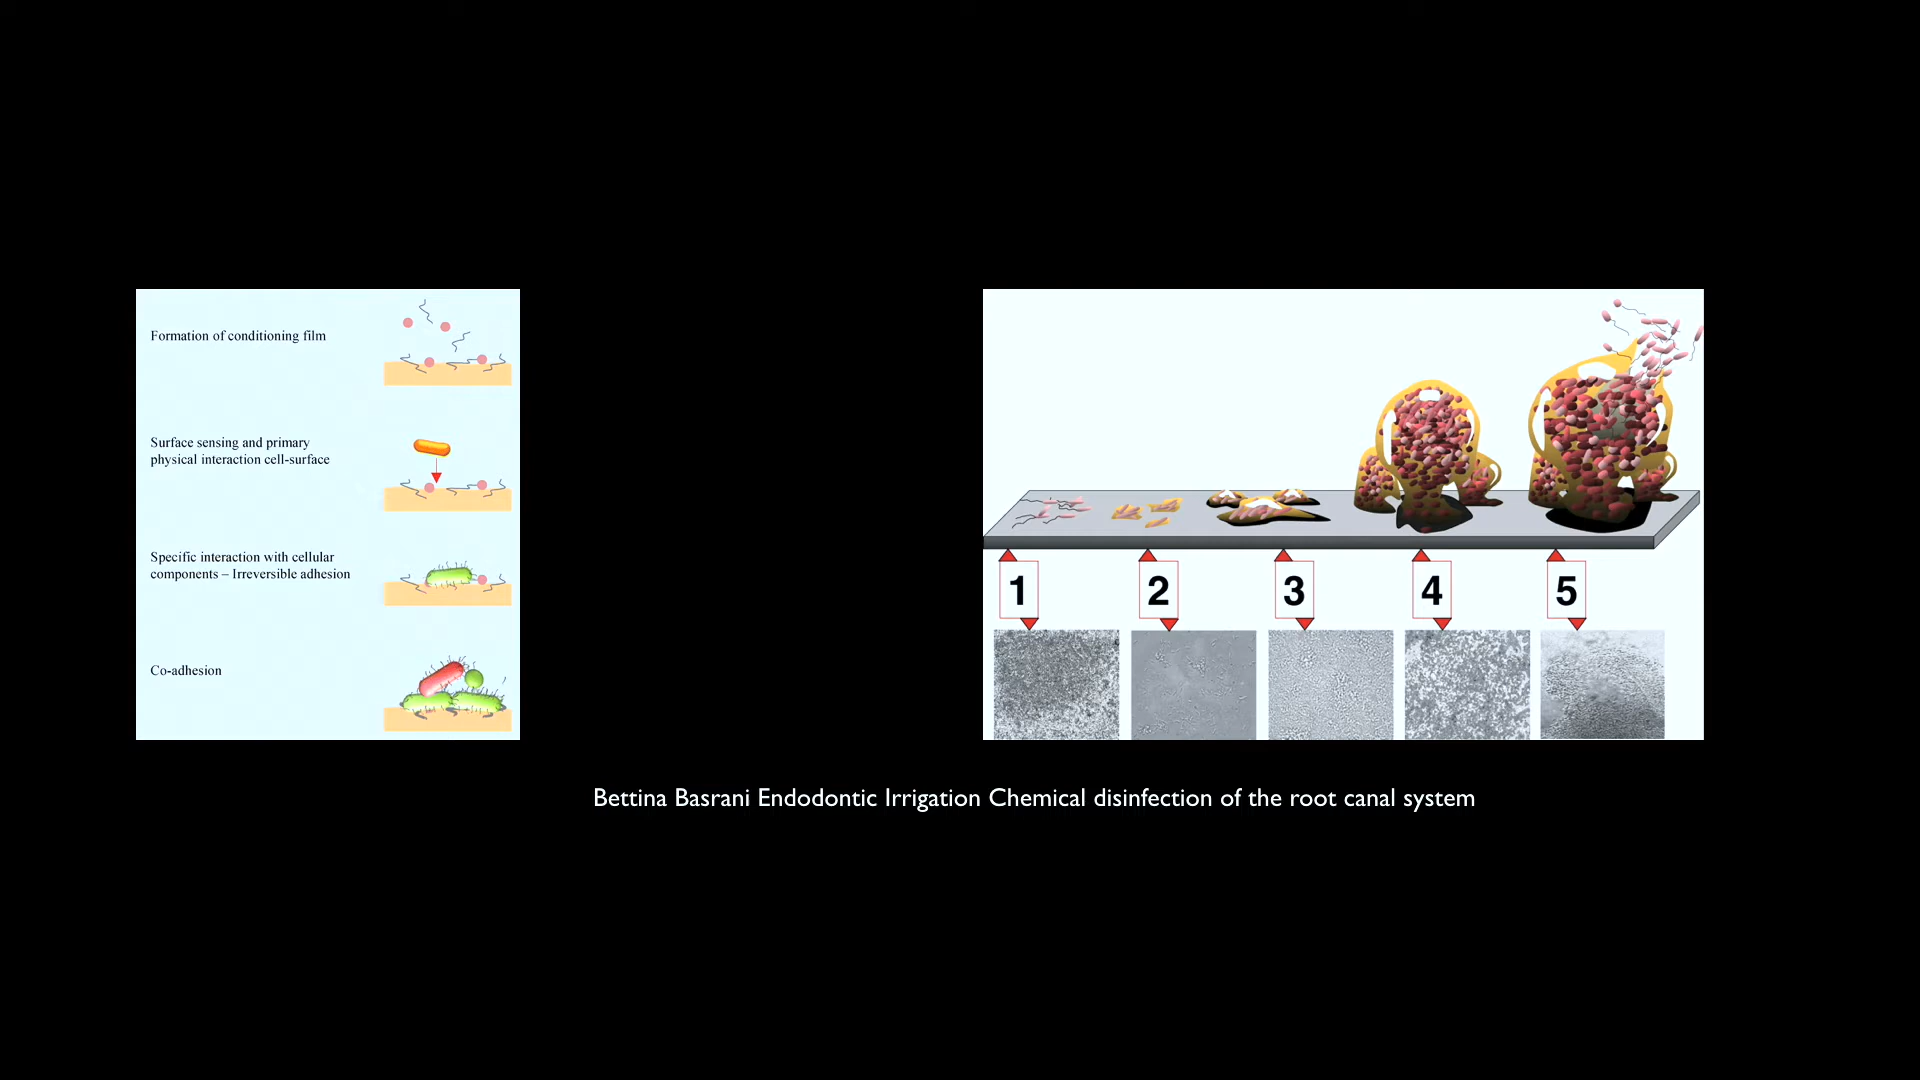 Formation of conditioning film
Surface sensing and primary
physical interaction cell-surface
Specific interaction with cellular
components – Irreversible adhesion
Co-adhesion
1 2 3 4 5
Bettina Basrani Endodontic Irrigation Chemical disinfection of the root canal system